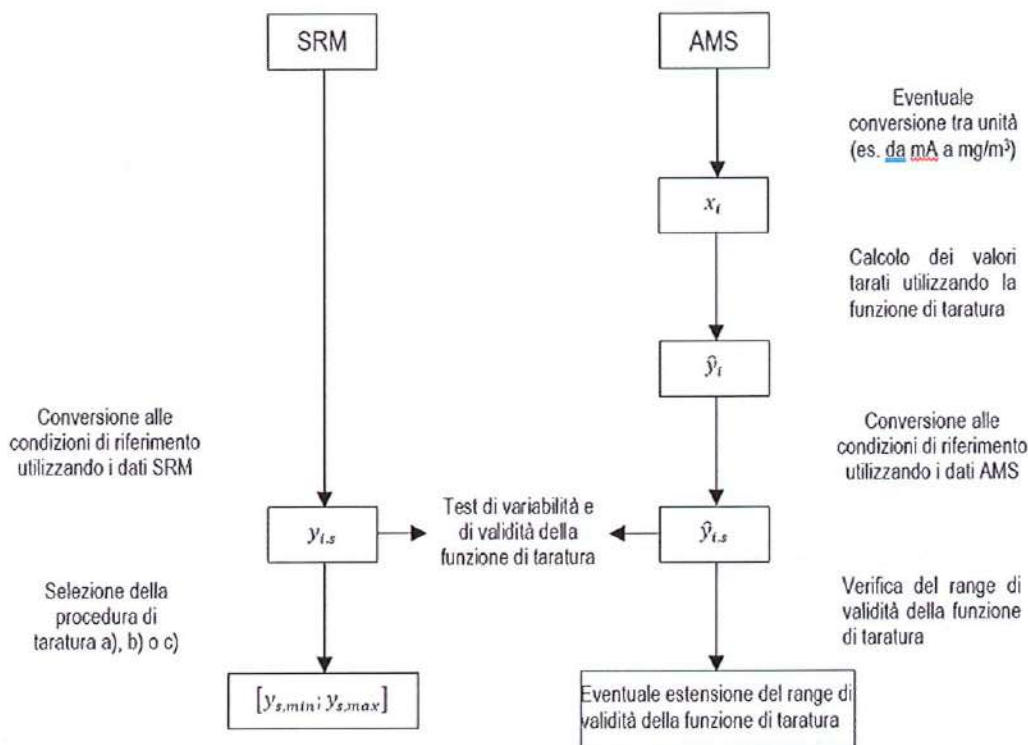 SRM
AMS
Eventuale
conversione tra unità
(es. da mA a mg/m³)
xᵢ
Calcolo dei valori
tarati utilizzando la
funzione di taratura
ŷᵢ
Conversione alle
condizioni di riferimento
utilizzando i dati SRM
Conversione alle
condizioni di riferimento
utilizzando i dati AMS
yᵢ.ₛ
Test di variabilità e
di validità della
funzione di taratura
ŷᵢ.ₛ
Selezione della
procedura di
taratura a), b) o c)
Verifica del range di
validità della funzione
di taratura
[yₛ,min; yₛ,max]
Eventuale estensione del range di
validità della funzione di taratura